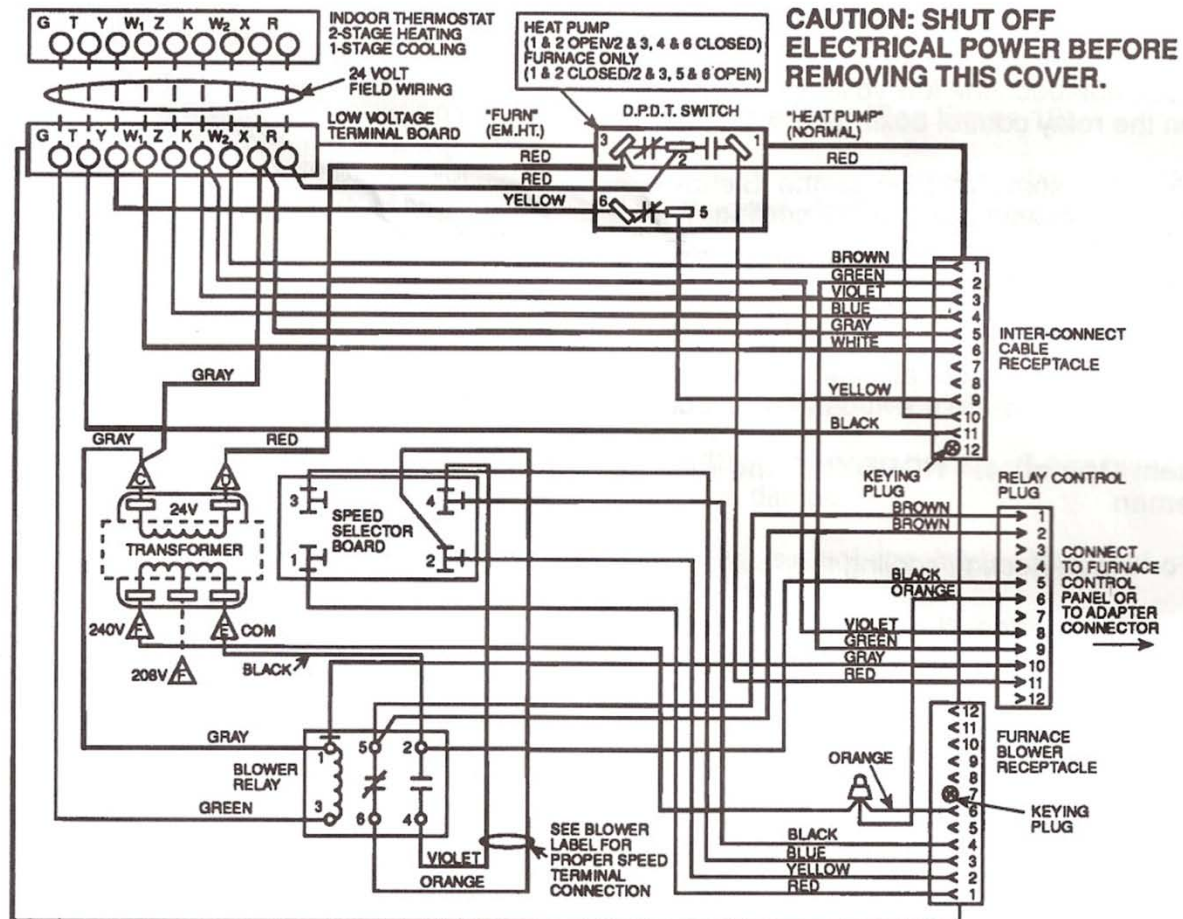 G T Y W1 Z K W2 X R
INDOOR THERMOSTAT
2-STAGE HEATING
1-STAGE COOLING
24 VOLT
FIELD WIRING
HEAT PUMP
(1 & 2 OPEN/2 & 3, 4 & 6 CLOSED)
FURNACE ONLY
(1 & 2 CLOSED/2 & 3, 5 & 6 OPEN)
CAUTION: SHUT OFF
ELECTRICAL POWER BEFORE
REMOVING THIS COVER.
on the relay control
G T Y W1 Z K W2 X R
LOW VOLTAGE
TERMINAL BOARD
"FURN"
(EM.HT.)
D.P.D.T. SWITCH
"HEAT PUMP"
(NORMAL)
3
2
1
6
5
RED
RED
YELLOW
RED
BROWN
GREEN
VIOLET
BLUE
GRAY
WHITE
YELLOW
BLACK
1
2
3
4
5
6
7
8
9
10
11
12
INTER-CONNECT
CABLE
RECEPTACLE
KEYING
PLUG
GRAY
GRAY
RED
C
D
24V
TRANSFORMER
240V
F
E
COM
208V
F
BLACK
3
4
SPEED
SELECTOR
BOARD
1
2
RELAY CONTROL
PLUG
BROWN
BROWN
BLACK
ORANGE
VIOLET
GREEN
GRAY
RED
1
2
3
5
6
7
8
9
10
11
12
CONNECT
TO FURNACE
CONTROL
PANEL OR
TO ADAPTER
CONNECTOR
GRAY
BLOWER
RELAY
GREEN
1
5
2
3
6
4
VIOLET
ORANGE
SEE BLOWER
LABEL FOR
PROPER SPEED
TERMINAL
CONNECTION
ORANGE
BLACK
BLUE
YELLOW
RED
12
11
10
9
8
7
6
5
4
3
2
1
FURNACE
BLOWER
RECEPTACLE
KEYING
PLUG